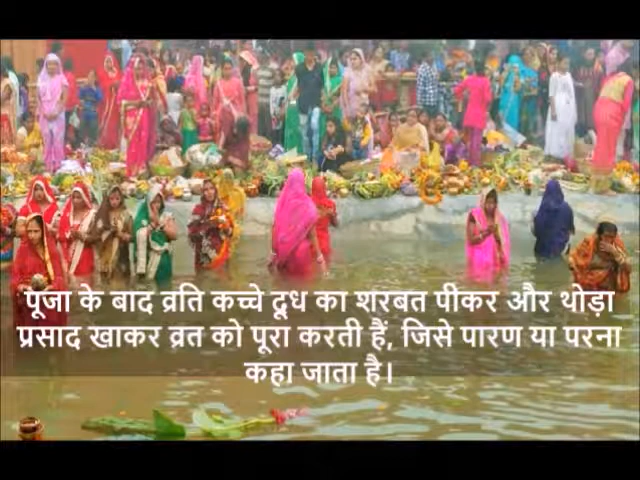 पूजा के बाद व्रति कच्चे दूध का शरबत पीकर और थोड़ा
प्रसाद खाकर व्रत को पूरा करती हैं, जिसे पारण या परना
कहा जाता है।